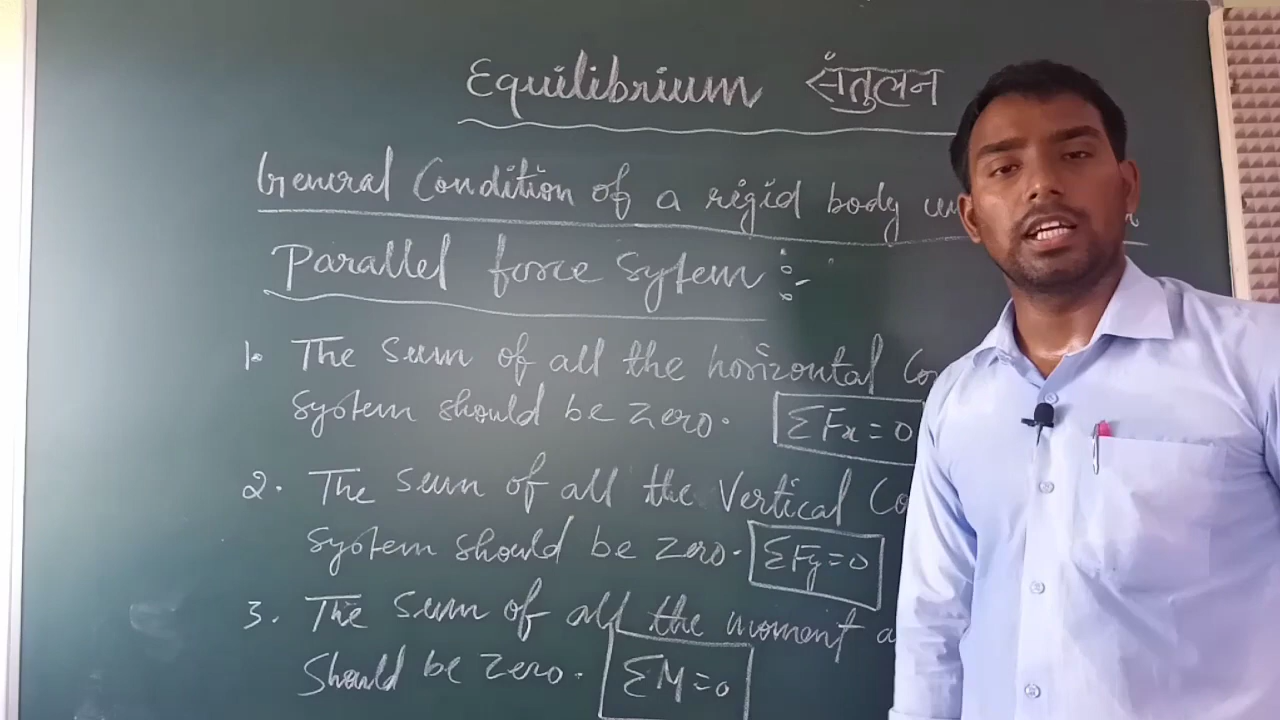 Equilibrium संतुलन
General Condition of a rigid body
Parallel force System :-
1. The sum of all the horizontal
system should be zero. ΣFx = 0
2. The sum of all the Vertical
system should be zero. ΣFy = 0
3. The sum of all the moment
should be zero. ΣM = 0